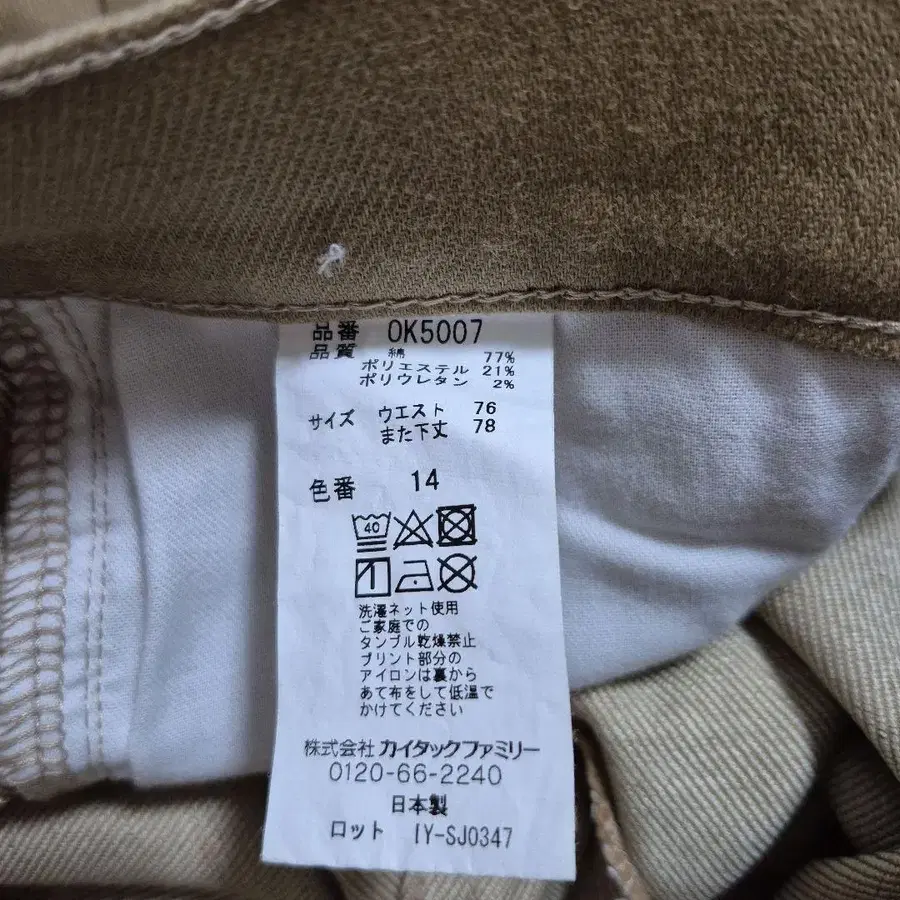 品番 OK5007
品質 綿 77%
ポリエステル 21%
ポリウレタン 2%
サイズ ウエスト 76
また下丈 78
色番 14
40
洗濯ネット使用
ご家庭での
タンブル乾燥禁止
プリント部分の
アイロンは裏から
あて布をして低温で
かけてください
株式会社 カイタックファミリー
0120-66-2240
日本製
ロット IY-SJ0347